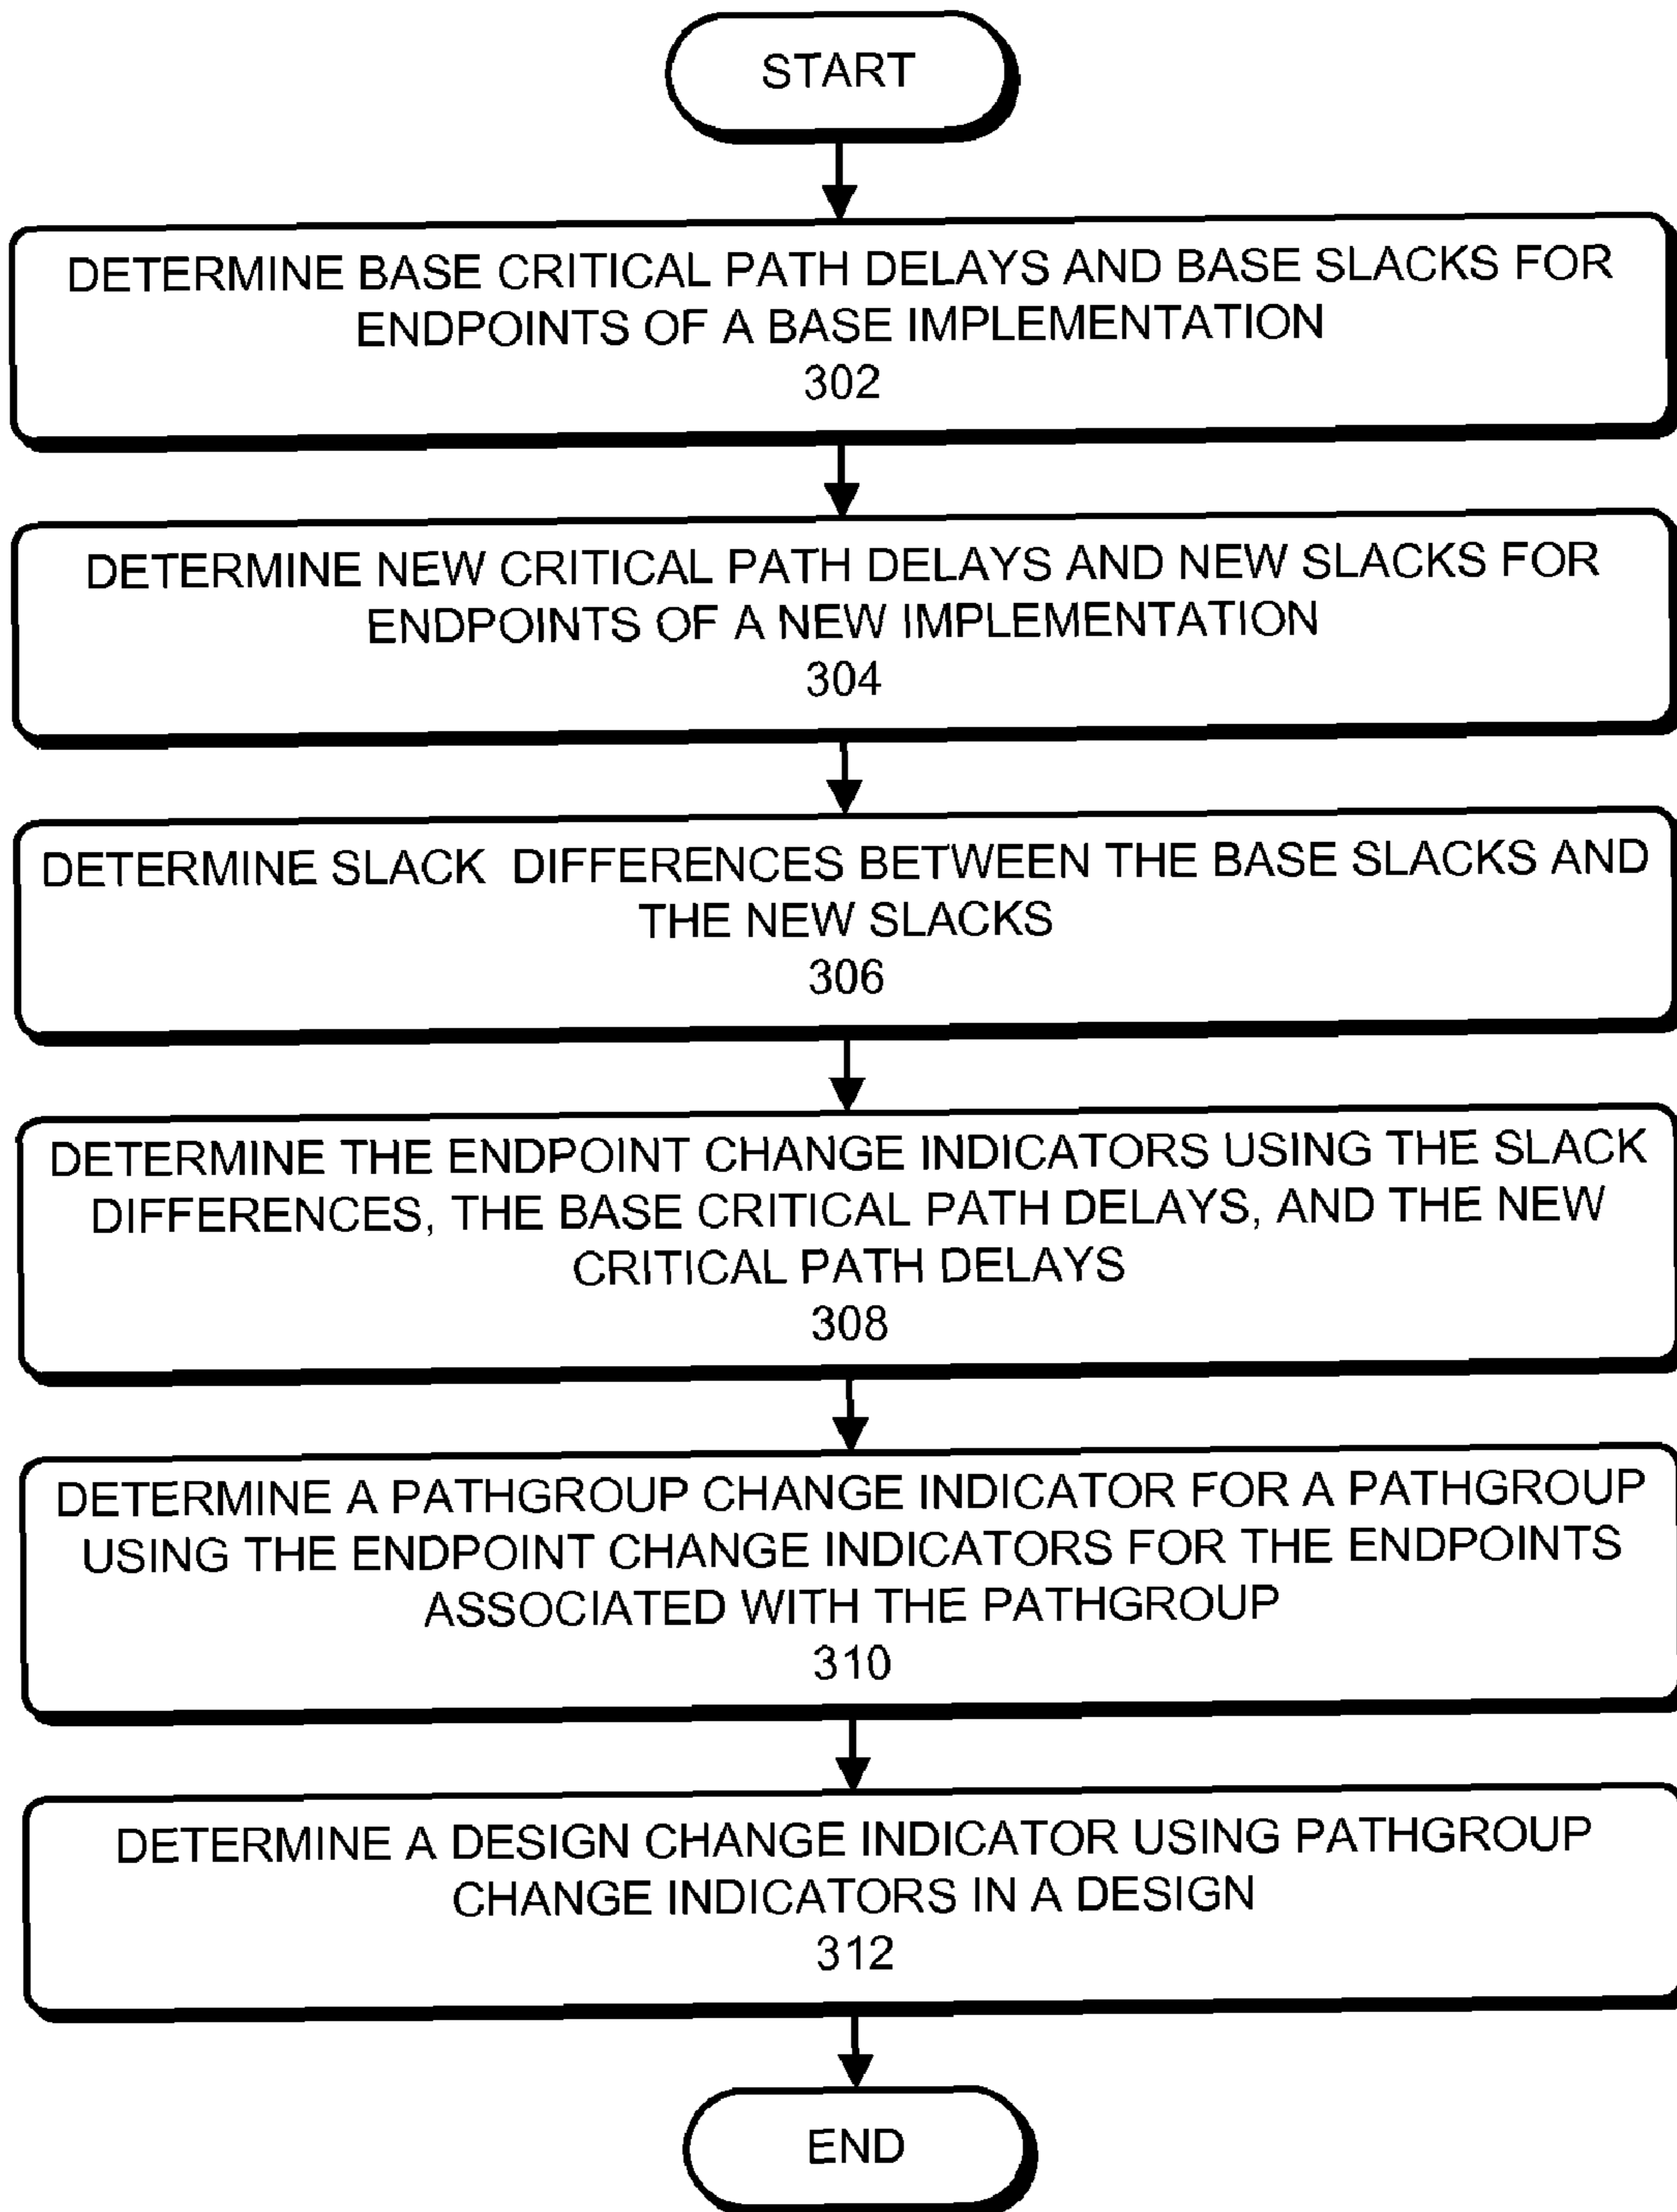 START
DETERMINE BASE CRITICAL PATH DELAYS AND BASE SLACKS FOR
ENDPOINTS OF A BASE IMPLEMENTATION
302
DETERMINE NEW CRITICAL PATH DELAYS AND NEW SLACKS FOR
ENDPOINTS OF A NEW IMPLEMENTATION
304
DETERMINE SLACK DIFFERENCES BETWEEN THE BASE SLACKS AND
THE NEW SLACKS
306
DETERMINE THE ENDPOINT CHANGE INDICATORS USING THE SLACK
DIFFERENCES, THE BASE CRITICAL PATH DELAYS, AND THE NEW
CRITICAL PATH DELAYS
308
DETERMINE A PATHGROUP CHANGE INDICATOR FOR A PATHGROUP
USING THE ENDPOINT CHANGE INDICATORS FOR THE ENDPOINTS
ASSOCIATED WITH THE PATHGROUP
310
DETERMINE A DESIGN CHANGE INDICATOR USING PATHGROUP
CHANGE INDICATORS IN A DESIGN
312
END